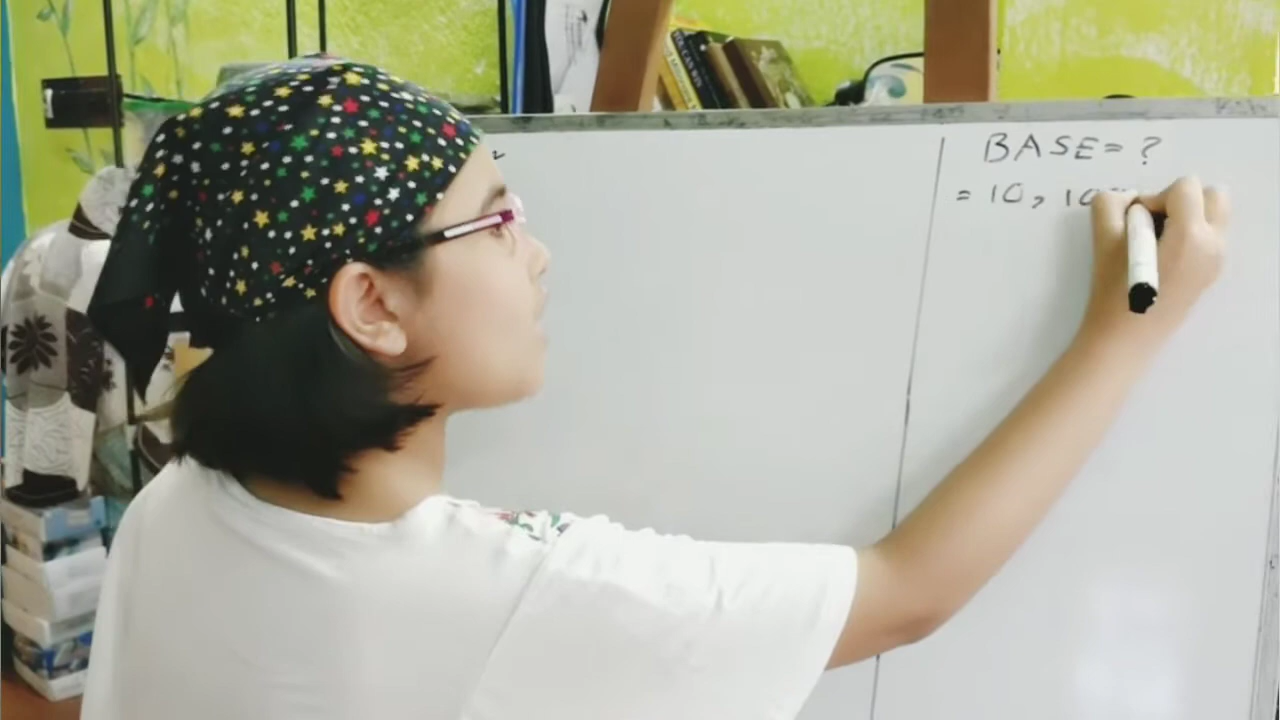 BASE = ?
= 10, 10